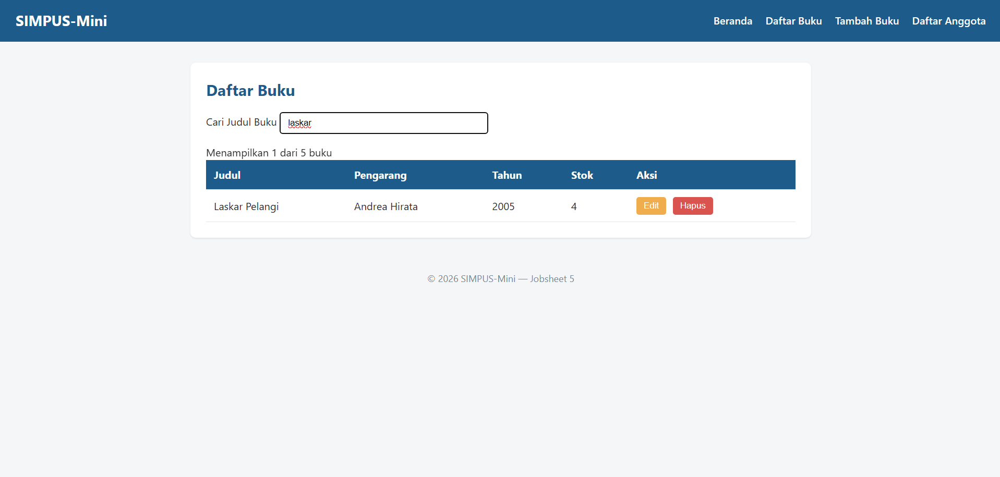 SIMPUS-Mini
Beranda Daftar Buku Tambah Buku Daftar Anggota
Daftar Buku
Cari Judul Buku laskar
Menampilkan 1 dari 5 buku
Judul Pengarang Tahun Stok Aksi
Laskar Pelangi Andrea Hirata 2005 4 Edit Hapus
© 2026 SIMPUS-Mini — Jobsheet 5